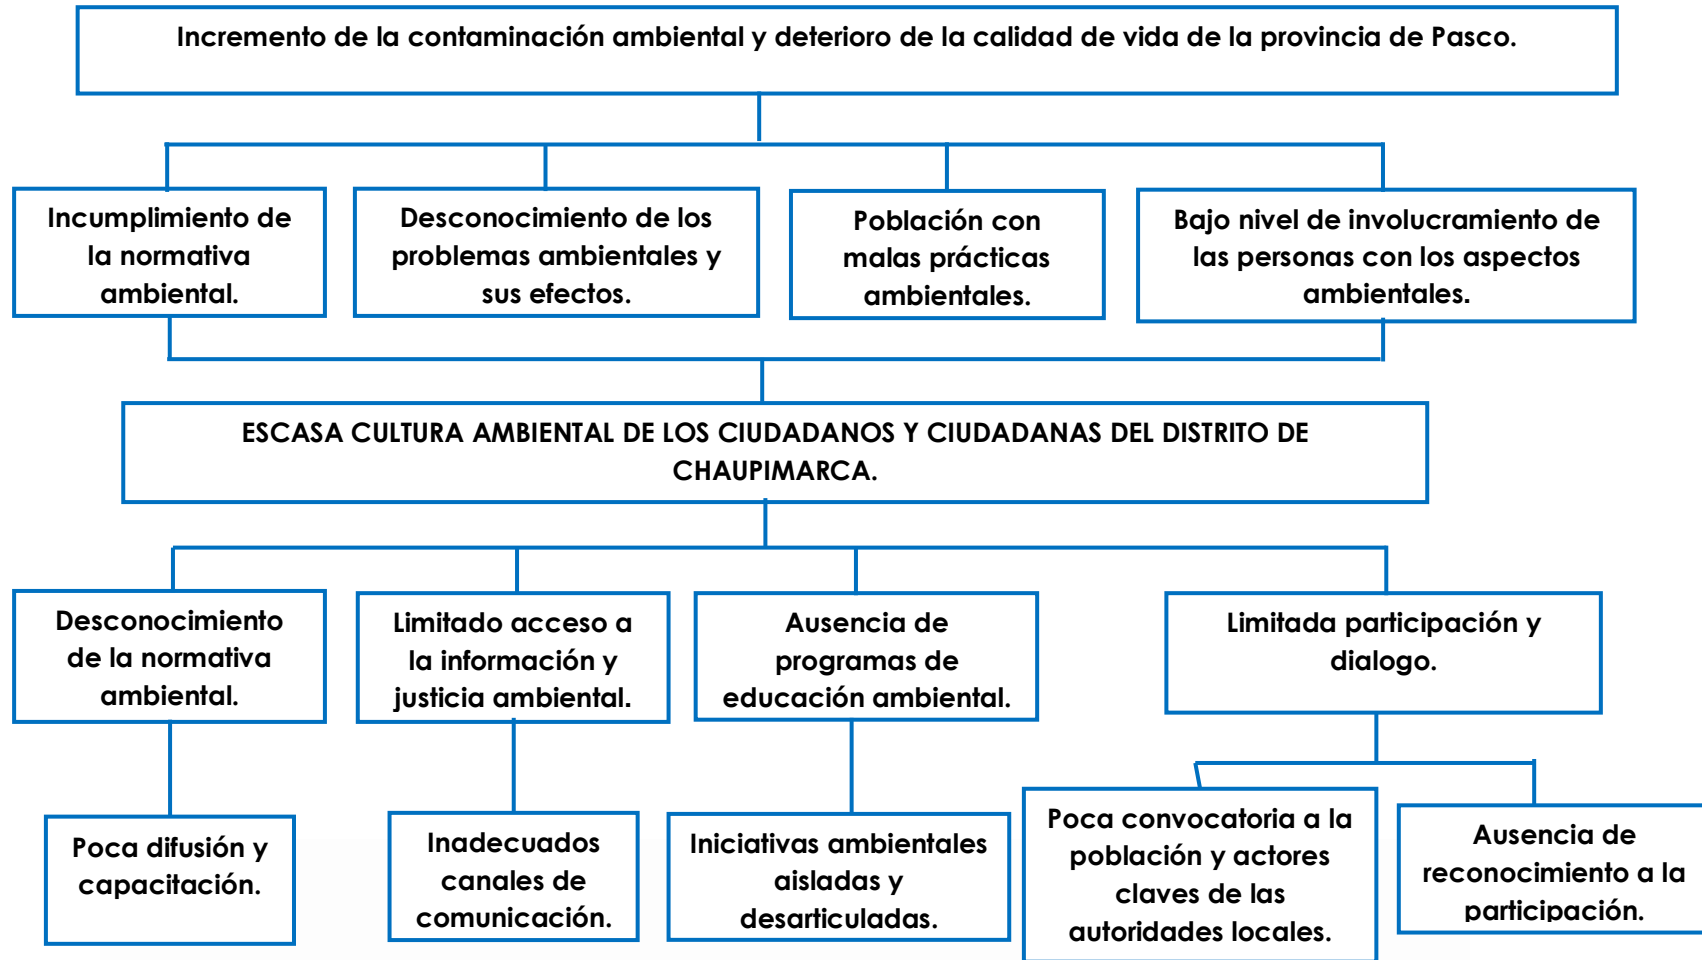 Incremento de la contaminación ambiental y deterioro de la calidad de vida de la provincia de Pasco.
Incumplimiento de
la normativa
ambiental.
Desconocimiento de los
problemas ambientales y
sus efectos.
Población con
malas prácticas
ambientales.
Bajo nivel de involucramiento de
las personas con los aspectos
ambientales.
ESCASA CULTURA AMBIENTAL DE LOS CIUDADANOS Y CIUDADANAS DEL DISTRITO DE
CHAUPIMARCA.
Desconocimiento
de la normativa
ambiental.
Limitado acceso a
la información y
justicia ambiental.
Ausencia de
programas de
educación ambiental.
Limitada participación y
dialogo.
Poca difusión y
capacitación.
Inadecuados
canales de
comunicación.
Iniciativas ambientales
aisladas y
desarticuladas.
Poca convocatoria a la
población y actores
claves de las
autoridades locales.
Ausencia de
reconocimiento a la
participación.